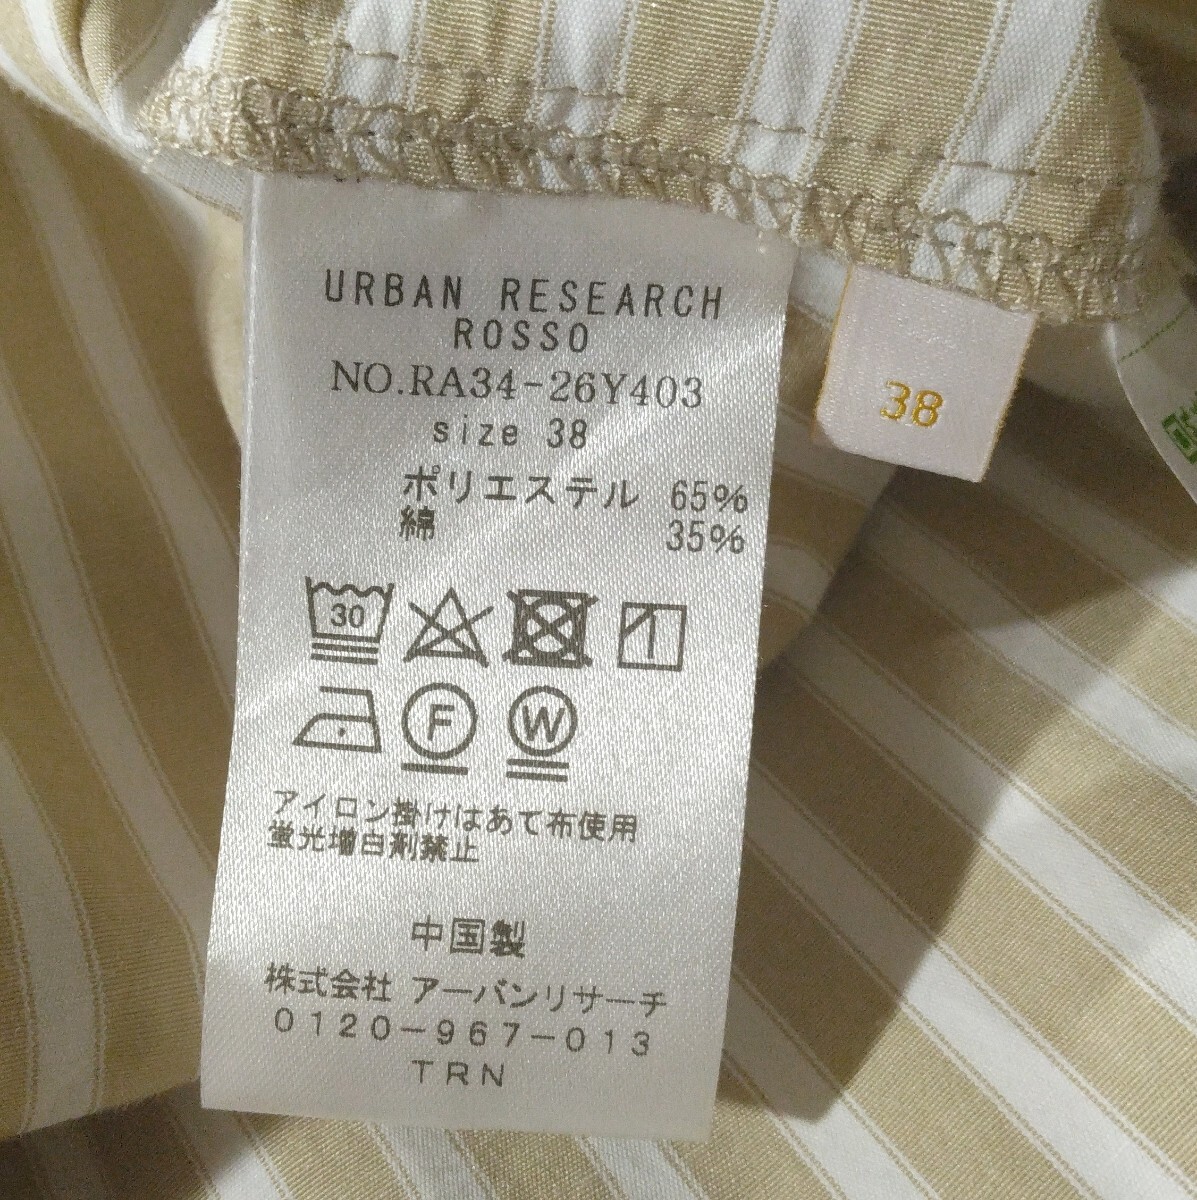 URBAN RESEARCH
ROSSO
NO.RA34-26Y403
size 38
ポリエステル 65%
綿 35%
30
F W
アイロン掛けはあて布使用
蛍光増白剤禁止
中国製
株式会社 アーバンリサーチ
0120-967-013
TRN
38